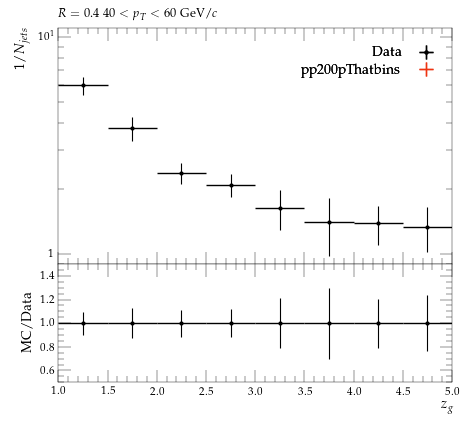 R = 0.4 40 < p_T < 60 GeV/c
1/N_jets
10^1
1
Data
pp200pThatbins
MC/Data
1.4
1.2
1.0
0.8
0.6
1.0 1.5 2.0 2.5 3.0 3.5 4.0 4.5 5.0
z_g